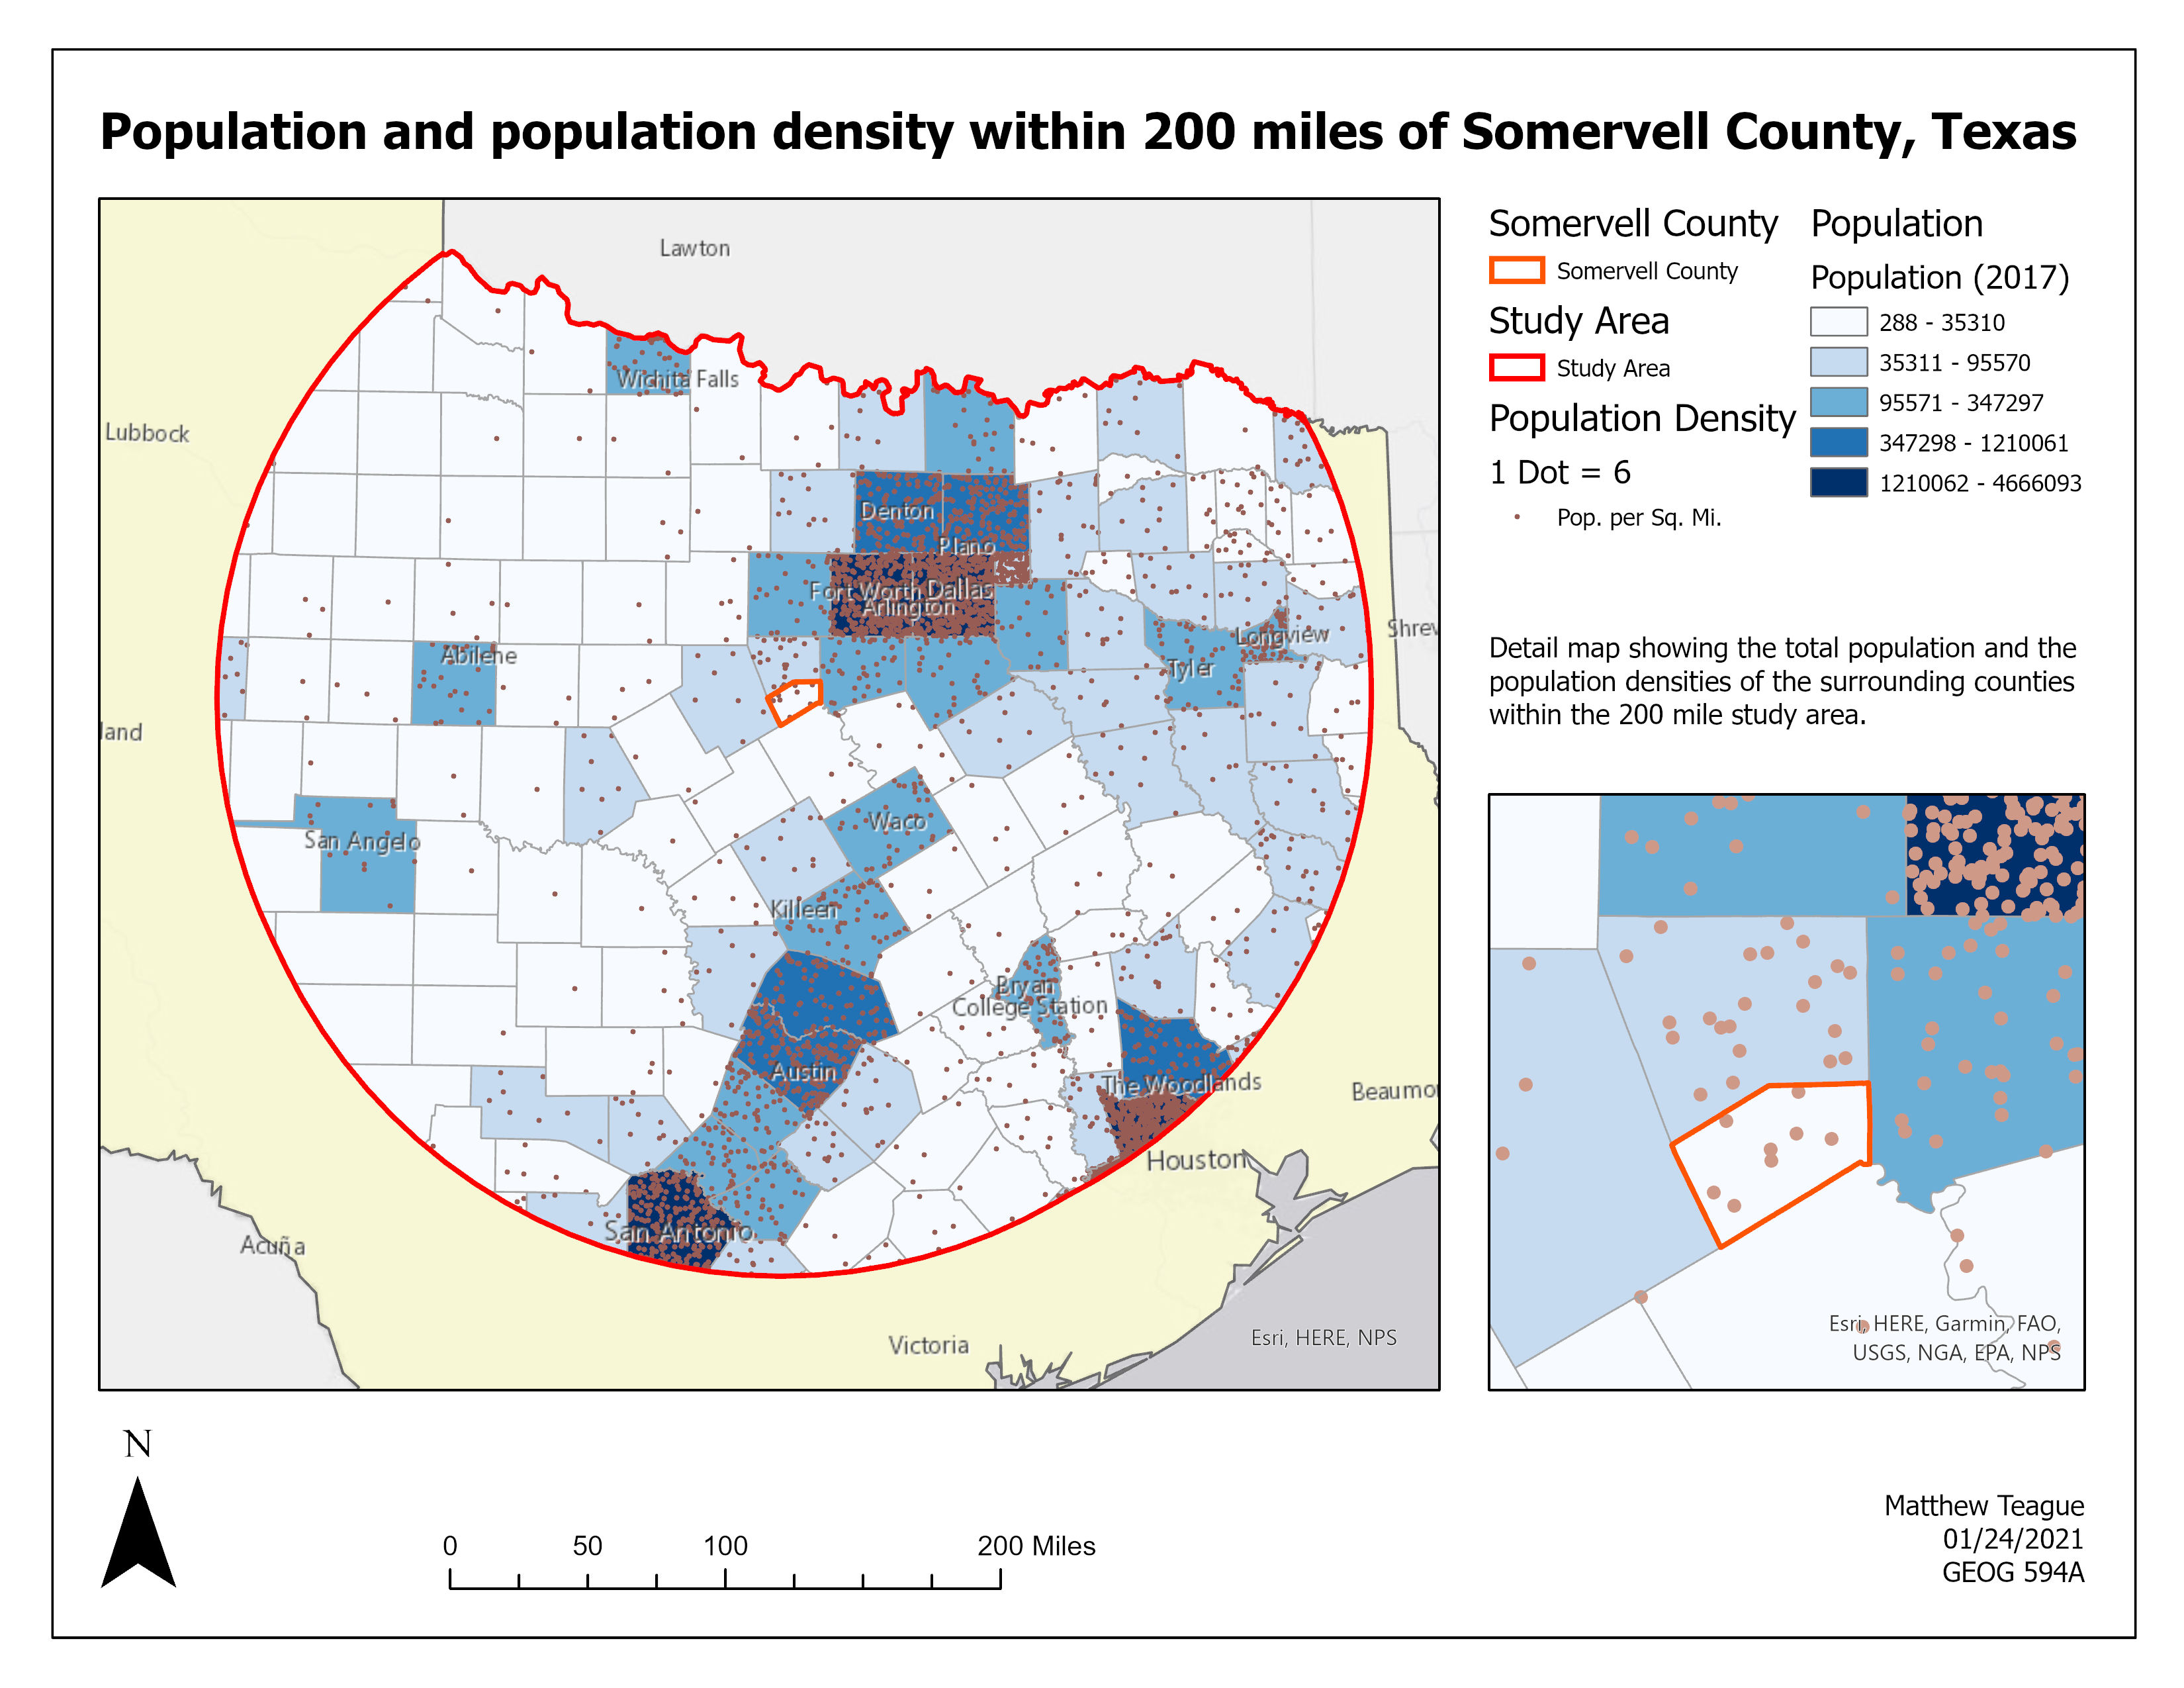 Population and population density within 200 miles of Somervell County, Texas
Lawton
Wichita Falls
Lubbock
Denton
Plano
Fort Worth Dallas
Arlington
Longview
Shrev
Abilene
Tyler
land
San Angelo
Waco
Killeen
Bryan
College Station
Austin
The Woodlands
Beaumo
Houston
San Antonio
Acuña
Victoria
Esri, HERE, NPS
Somervell County
Somervell County
Study Area
Study Area
Population Density
1 Dot = 6
Pop. per Sq. Mi.
Population
Population (2017)
288 - 35310
35311 - 95570
95571 - 347297
347298 - 1210061
1210062 - 4666093
Detail map showing the total population and the
population densities of the surrounding counties
within the 200 mile study area.
Esri, HERE, Garmin, FAO,
USGS, NGA, EPA, NPS
N
0 50 100 200 Miles
Matthew Teague
01/24/2021
GEOG 594A